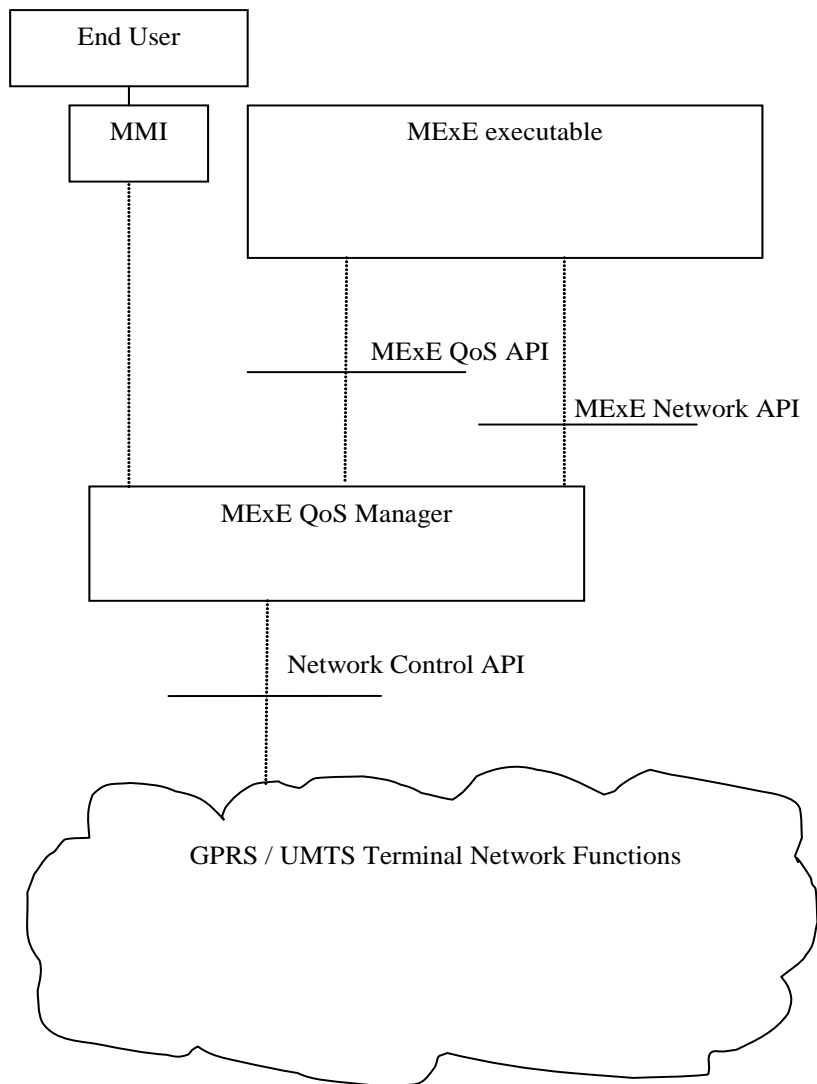 End User
MMI
MExE executable
MExE QoS API
MExE Network API
MExE QoS Manager
Network Control API
GPRS / UMTS Terminal Network Functions